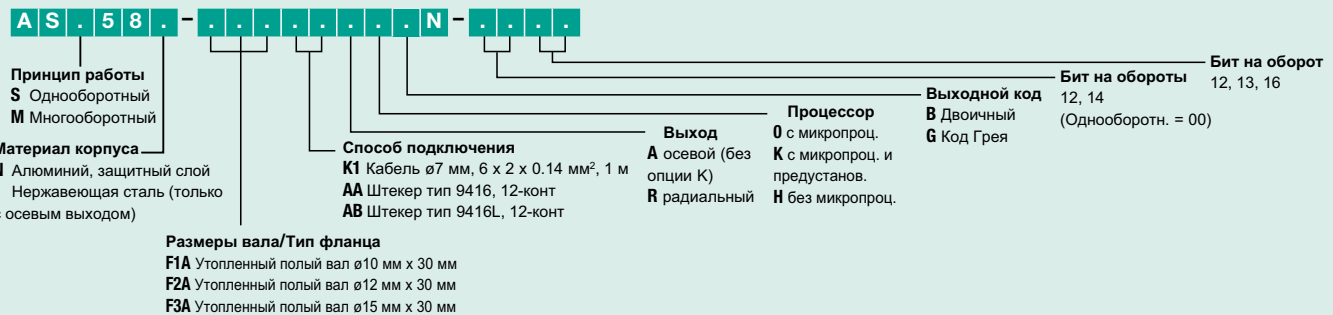 AS.58.-........N-....
Принцип работы
S Однооборотный
M Многооборотный
Материал корпуса
N Алюминий, защитный слой
Нержавеющая сталь (только
с осевым выходом)
Размеры вала/Тип фланца
F1A Утопленный полый вал ø10 мм x 30 мм
F2A Утопленный полый вал ø12 мм x 30 мм
F3A Утопленный полый вал ø15 мм x 30 мм
Способ подключения
K1 Кабель ø7 мм, 6 x 2 x 0.14 мм², 1 м
AA Штекер тип 9416, 12-конт
AB Штекер тип 9416L, 12-конт
Выход
A осевой (без
опции K)
R радиальный
Процессор
0 с микропроц.
K с микропроц. и
предустанов.
H без микропроц.
Выходной код
B Двоичный
G Код Грея
Бит на обороты
12, 14
(Однооборотн. = 00)
Бит на оборот
12, 13, 16